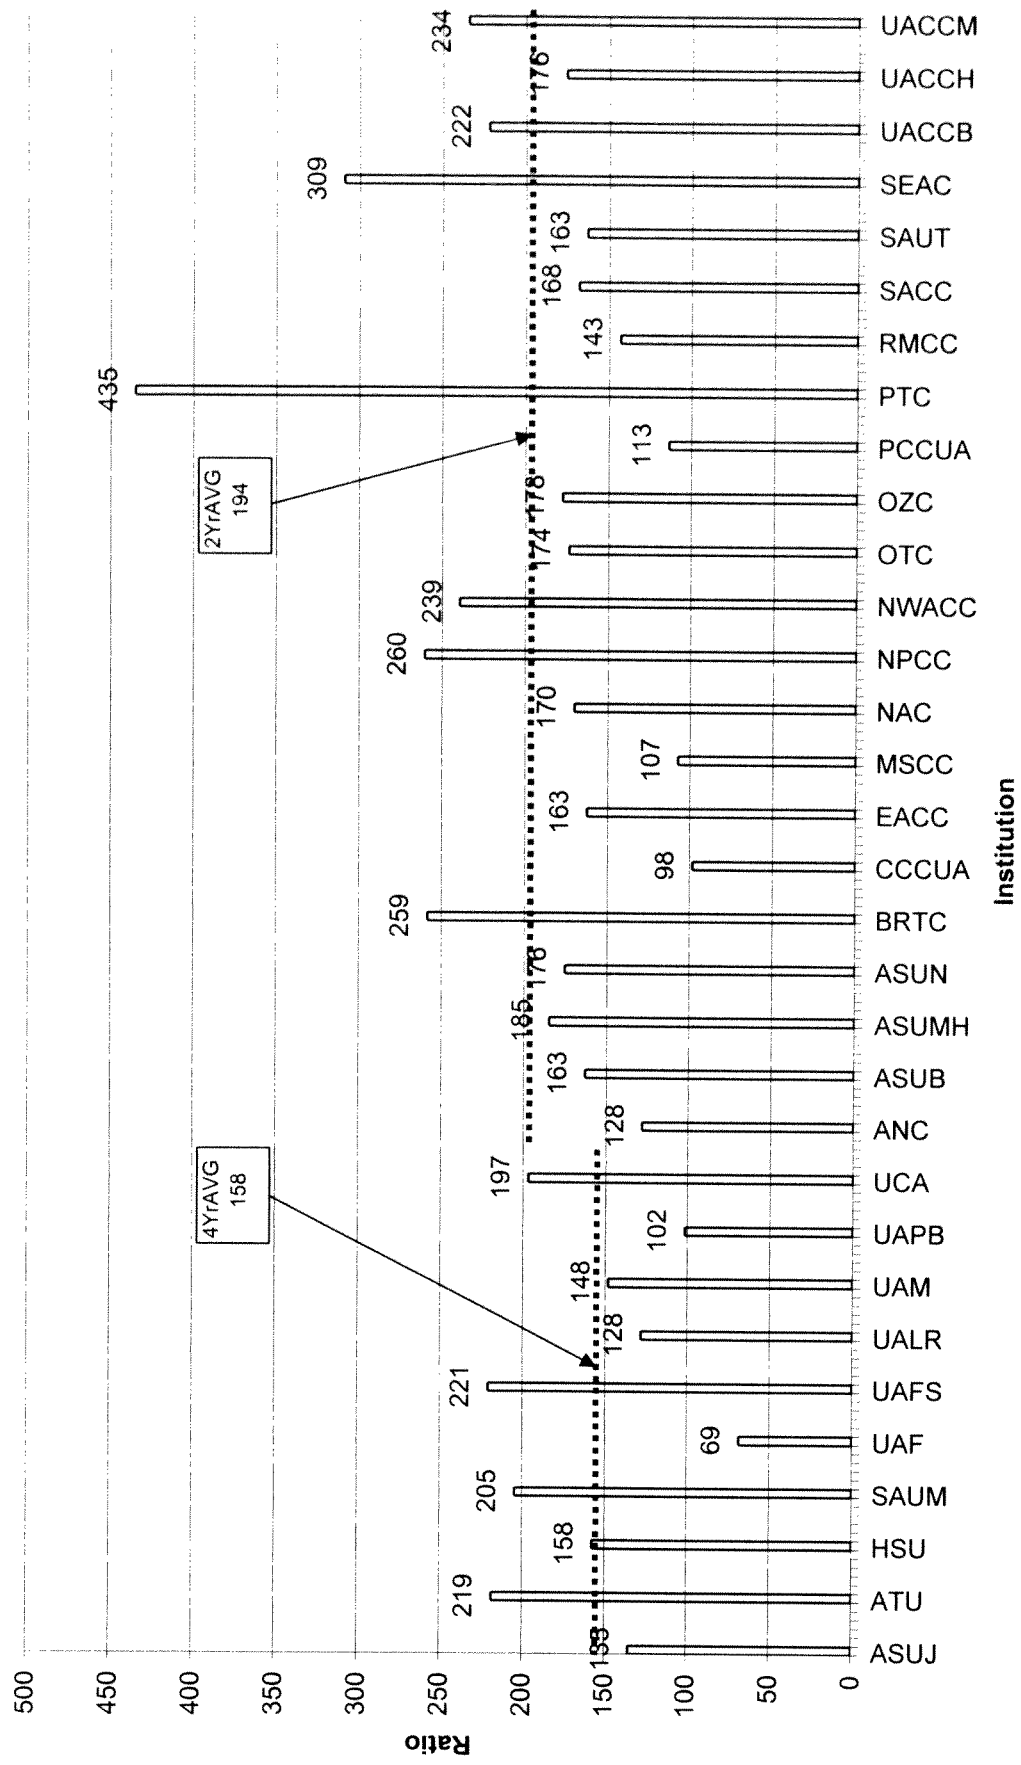 Ratio
500
450
400
350
300
250
200
150
100
50
0
4YrAVG
158
2YrAVG
194
219
158
205
69
221
128
148
102
197
128
163
185
176
259
98
163
107
170
260
239
174
178
113
435
143
168
163
309
222
176
234
ASUJ
ATU
HSU
SAUM
UAF
UAFS
UALR
UAM
UAPB
UCA
ANC
ASUB
ASUMH
ASUN
BRTC
CCCUA
EACC
MSCC
NAC
NPCC
NWACC
OTC
OZC
PCCUA
PTC
RMCC
SACC
SAUT
SEAC
UACCB
UACCH
UACCM
Institution